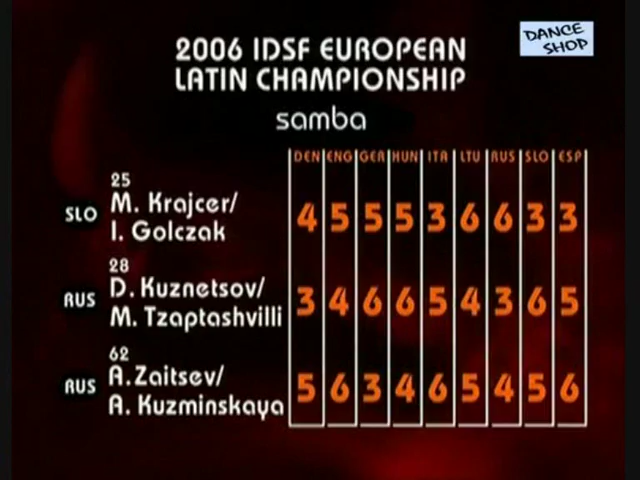 DANCE
SHOP
2006 IDSF EUROPEAN
LATIN CHAMPIONSHIP
samba
DEN ENG GER HUN ITA LTU RUS SLO ESP
25
SLO M. Krajcer/ 4 5 5 5 3 6 6 3 3
I. Golczak
28
RUS D. Kuznetsov/ 3 4 6 6 5 4 3 6 5
M. Tzaptashvilli
62
RUS A. Zaitsev/ 5 6 3 4 6 5 4 5 6
A. Kuzminskaya